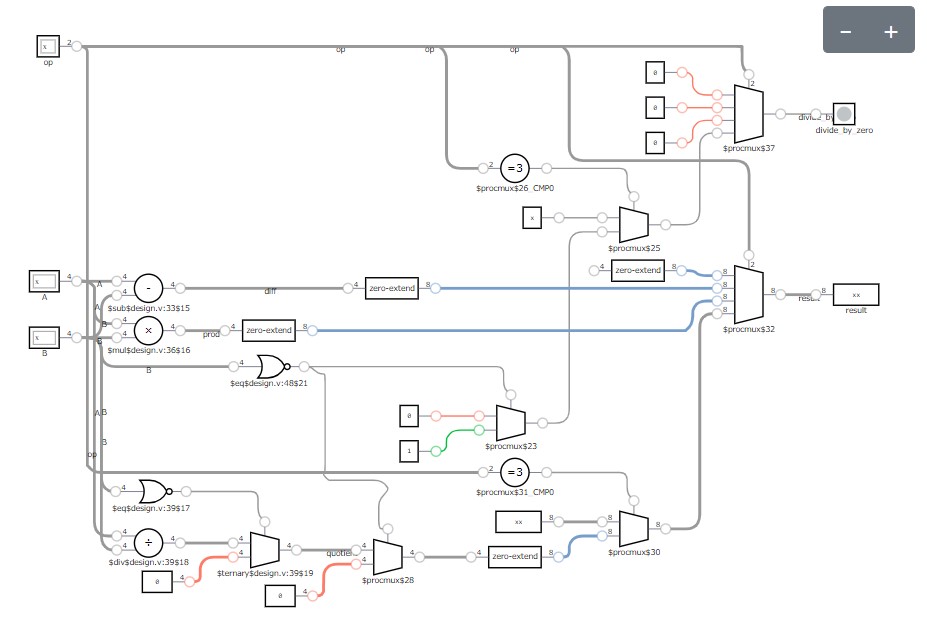 − +
x 2
op
op op op
0
0
0
2
$procmux$37
divide_by
divide_by_zero
2 =3
$procmux$26_CMP0
x
$procmux$25
4 zero-extend 8
2
8
8
8
8
8
$procmux$32
result
8
xx
result
x 4
A
A
4
4
-
4
$sub$design.v:33$15
diff
4 zero-extend 8
A
B
x 4
B
B
4
4
×
4
$mul$design.v:36$16
prod
4 zero-extend 8
B
4
$eq$design.v:48$21
0
1
$procmux$23
A B
B
op
2 =3
$procmux$31_CMP0
4
$eq$design.v:39$17
xx 8
8
8
8
$procmux$30
4
4
÷
4
$div$design.v:39$18
4
4
4
$ternary$design.v:39$19
0 4
quotie
4
4
4
$procmux$28
0 4
4 zero-extend 8